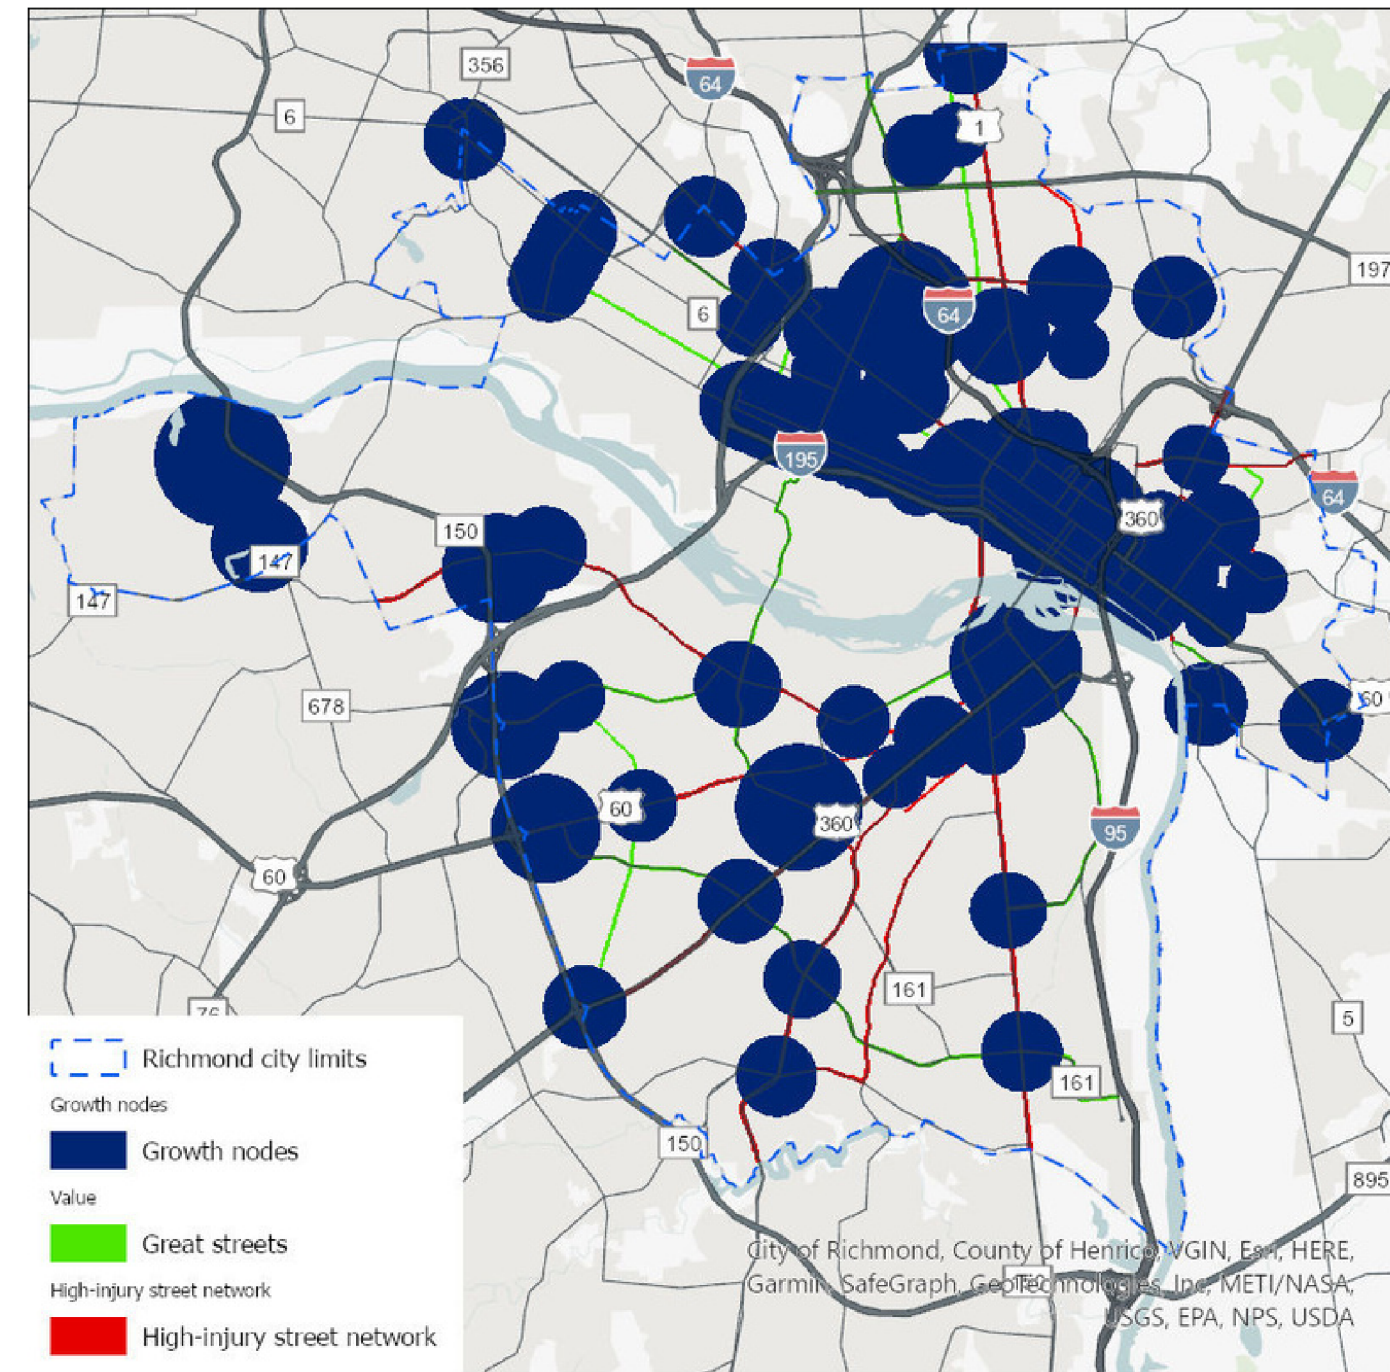 356
64
6
1
197
6
64
195
64
150
360
147
147
60
678
60
360
95
60
161
76
5
161
150
895
Richmond city limits
Growth nodes
Growth nodes
Value
Great streets
High-injury street network
High-injury street network
City of Richmond, County of Henrico, VGIN, Esri, HERE,
Garmin, SafeGraph, GeoTechnologies, Inc, METI/NASA,
USGS, EPA, NPS, USDA